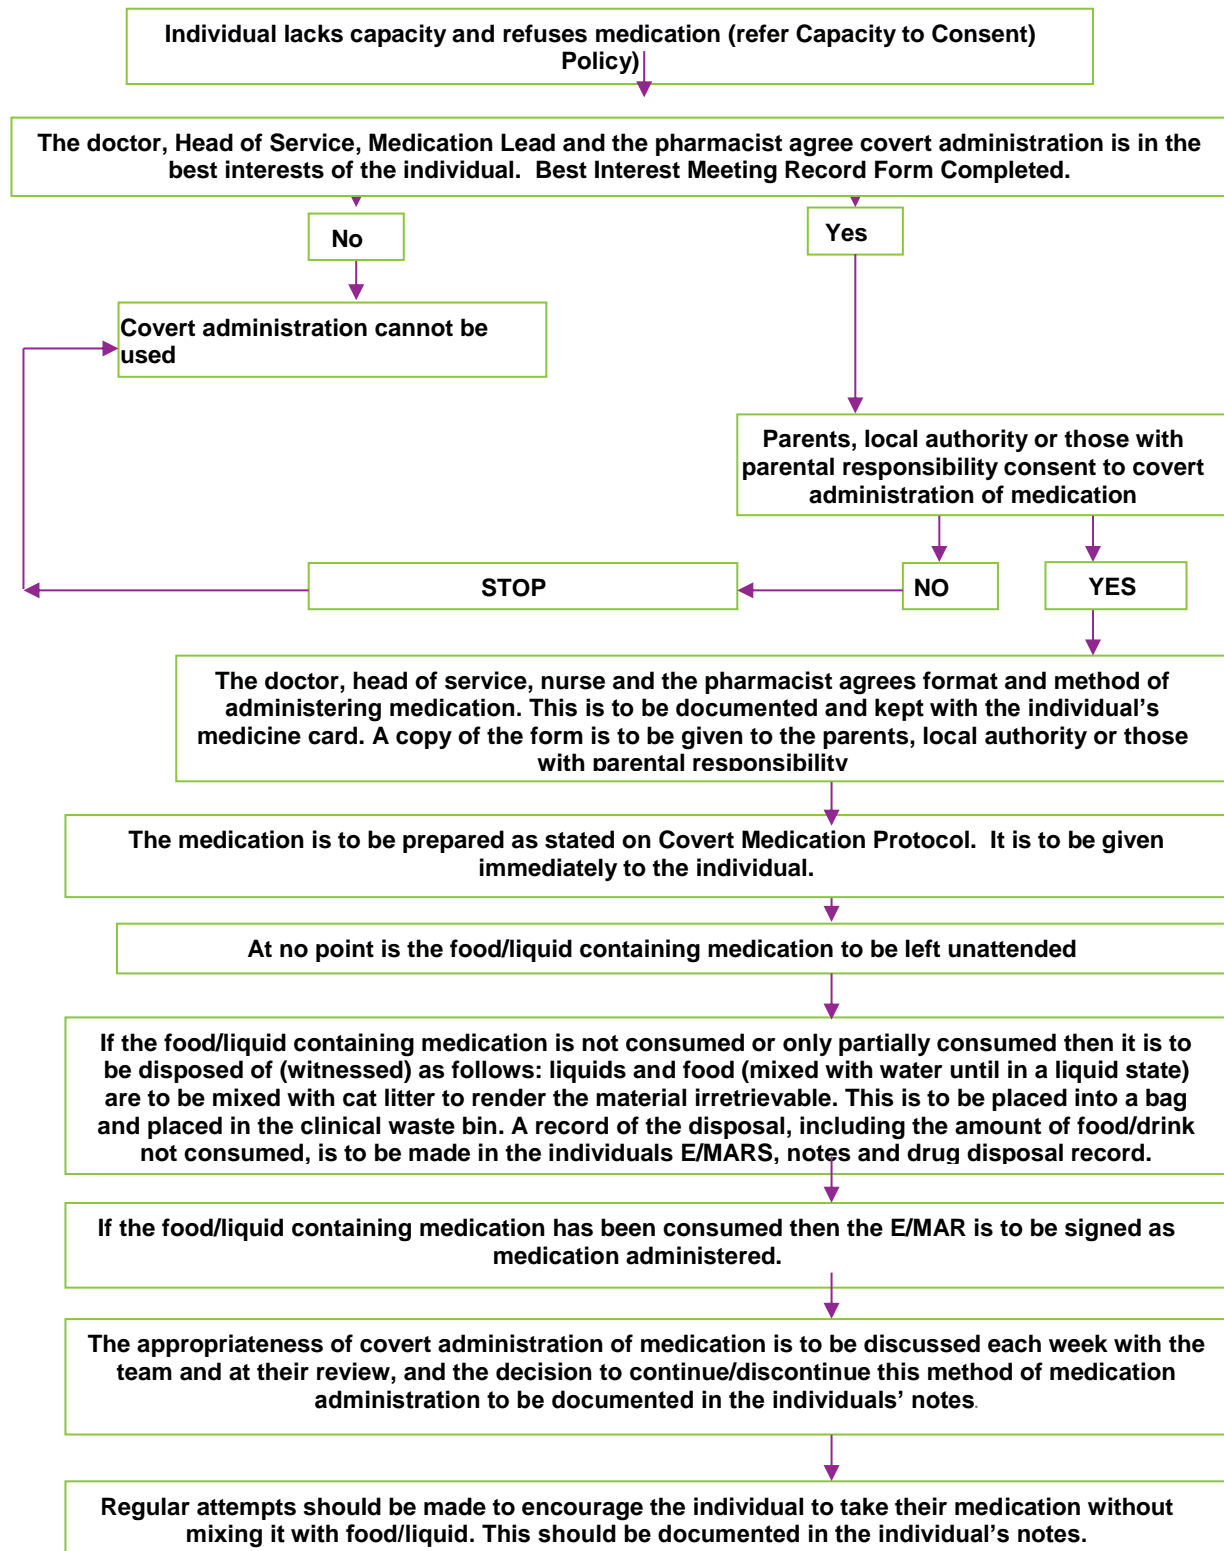 Individual lacks capacity and refuses medication (refer Capacity to Consent)
Policy)
The doctor, Head of Service, Medication Lead and the pharmacist agree covert administration is in the
best interests of the individual.  Best Interest Meeting Record Form Completed.
No
Yes
Covert administration cannot be
used
Parents, local authority or those with
parental responsibility consent to covert
administration of medication
STOP
NO
YES
The doctor, head of service, nurse and the pharmacist agrees format and method of
administering medication. This is to be documented and kept with the individual's
medicine card. A copy of the form is to be given to the parents, local authority or those
with parental responsibility
The medication is to be prepared as stated on Covert Medication Protocol.  It is to be given
immediately to the individual.
At no point is the food/liquid containing medication to be left unattended
If the food/liquid containing medication is not consumed or only partially consumed then it is to
be disposed of (witnessed) as follows: liquids and food (mixed with water until in a liquid state)
are to be mixed with cat litter to render the material irretrievable. This is to be placed into a bag
and placed in the clinical waste bin. A record of the disposal, including the amount of food/drink
not consumed, is to be made in the individuals E/MARS, notes and drug disposal record.
If the food/liquid containing medication has been consumed then the E/MAR is to be signed as
medication administered.
The appropriateness of covert administration of medication is to be discussed each week with the
team and at their review, and the decision to continue/discontinue this method of medication
administration to be documented in the individuals' notes.
Regular attempts should be made to encourage the individual to take their medication without
mixing it with food/liquid. This should be documented in the individual's notes.